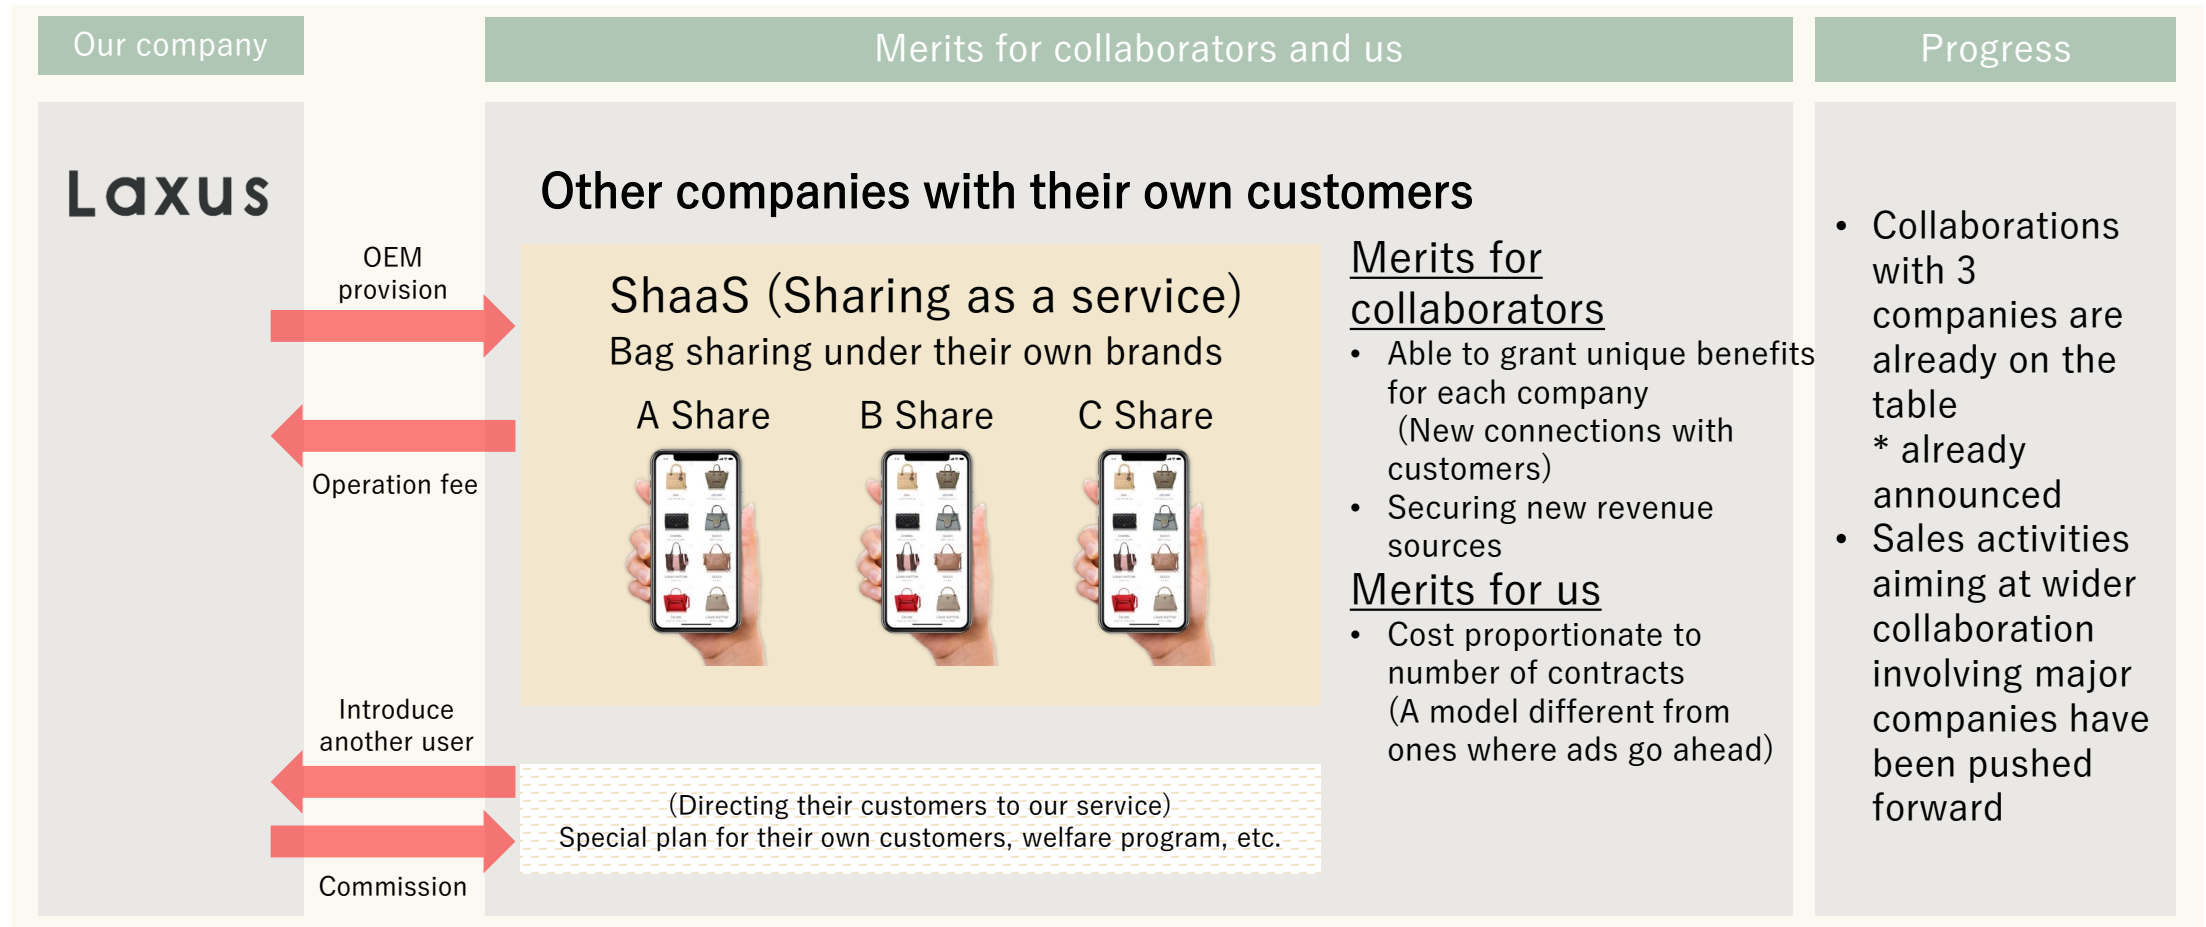 Our company
Merits for collaborators and us
Progress
Laxus
OEM
provision
Operation fee
Introduce
another user
Commission
Other companies with their own customers
ShaaS (Sharing as a service)
Bag sharing under their own brands
A Share
B Share
C Share
(Directing their customers to our service)
Special plan for their own customers, welfare program, etc.
Merits for
collaborators
• Able to grant unique benefits
for each company
(New connections with
customers)
• Securing new revenue
sources
Merits for us
• Cost proportionate to
number of contracts
(A model different from
ones where ads go ahead)
• Collaborations
with 3
companies are
already on the
table
* already
announced
• Sales activities
aiming at wider
collaboration
involving major
companies have
been pushed
forward